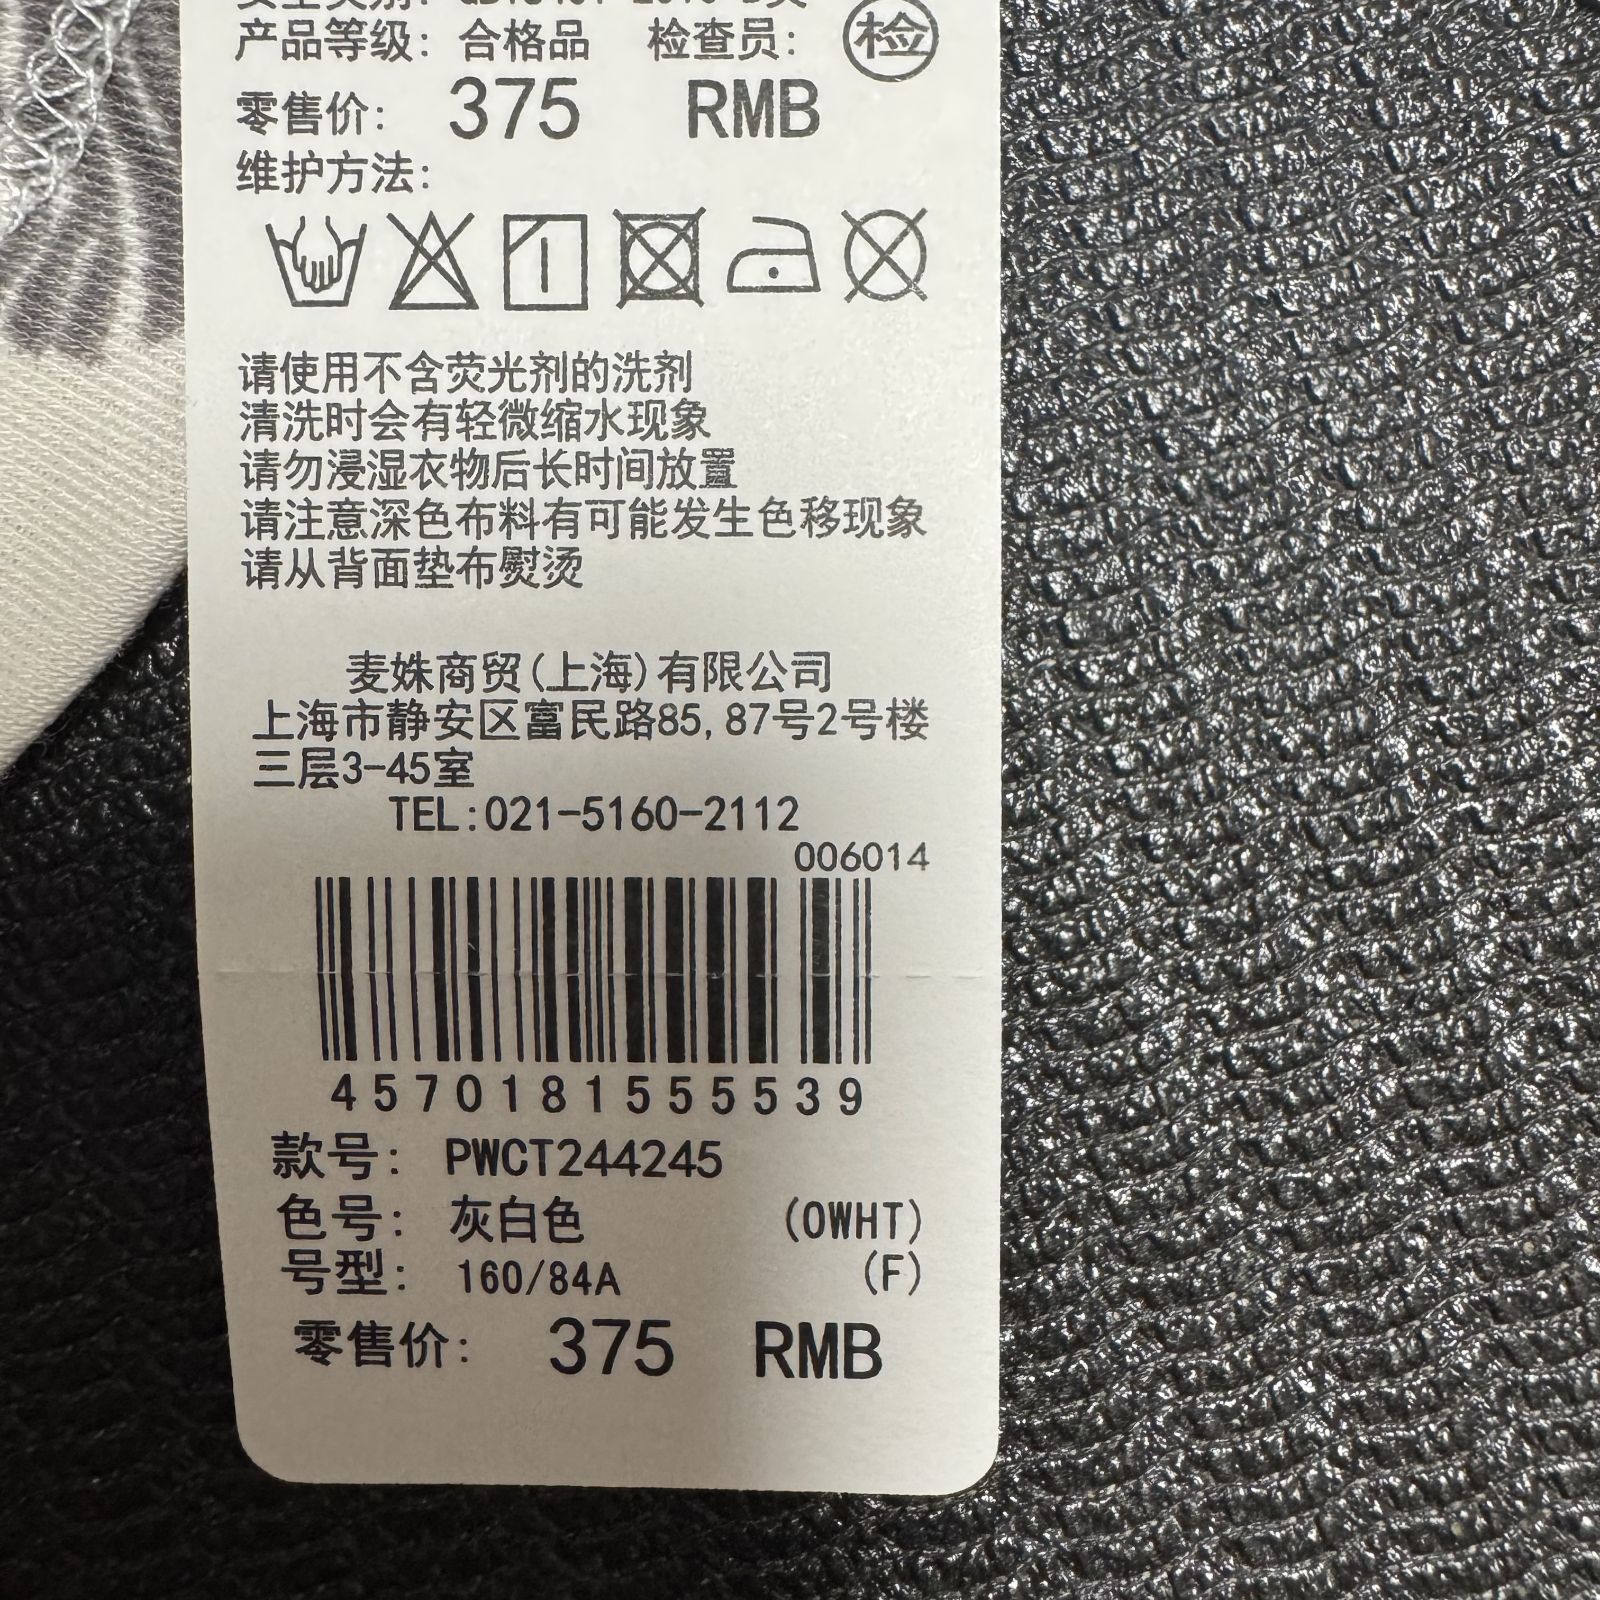 产品等级：合格品 检查员：检
零售价：375 RMB
维护方法：
请使用不含荧光剂的洗剂
清洗时会有轻微缩水现象
请勿浸湿衣物后长时间放置
请注意深色布料有可能发生色移现象
请从背面垫布熨烫
麦姝商贸(上海)有限公司
上海市静安区富民路85,87号2号楼
三层3-45室
TEL:021-5160-2112
006014
4570181555539
款号：PWCT244245
色号：灰白色 (OWHT)
号型：160/84A (F)
零售价：375 RMB